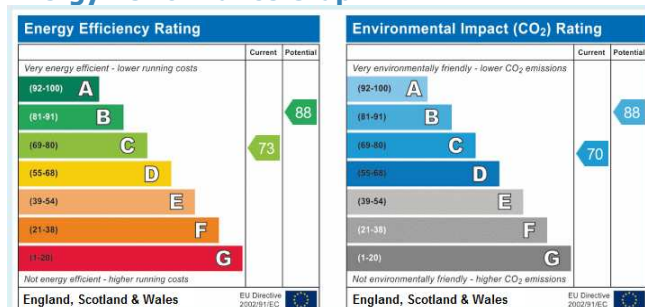 Energy Efficiency Rating
Current Potential
Very energy efficient - lower running costs
(92-100) A
(81-91) B
88
(69-80) C
73
(55-68) D
(39-54) E
(21-38) F
(1-20) G
Not energy efficient - higher running costs
England, Scotland & Wales
EU Directive
2002/91/EC
Environmental Impact (CO₂) Rating
Current Potential
Very environmentally friendly - lower CO₂ emissions
(92-100) A
(81-91) B
88
(69-80) C
70
(55-68) D
(39-54) E
(21-38) F
(1-20) G
Not environmentally friendly - higher CO₂ emissions
England, Scotland & Wales
EU Directive
2002/91/EC